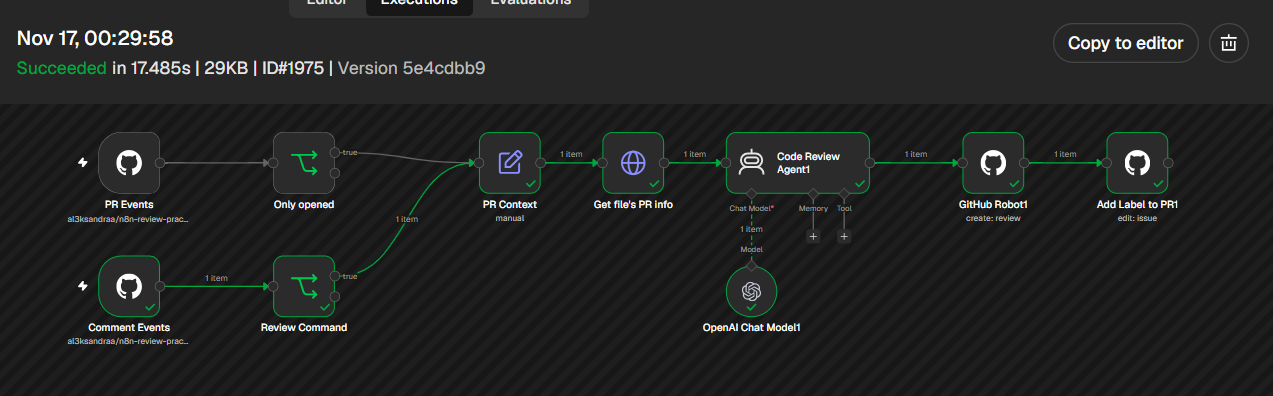 Editor Executions Evaluations
Nov 17, 00:29:58
Succeeded in 17.485s | 29KB | ID#1975 | Version 5e4cdbb9
Copy to editor
PR Events
al3ksandraa/n8n-review-prac...
true
Only opened
PR Context
manual
1 item
Get file's PR info
1 item
Code Review
Agent1
Chat Model*
Memory
Tool
1 item
Model
OpenAI Chat Model1
1 item
GitHub Robot1
create: review
1 item
Add Label to PR1
edit: issue
1 item
Comment Events
al3ksandraa/n8n-review-prac...
1 item
true
Review Command